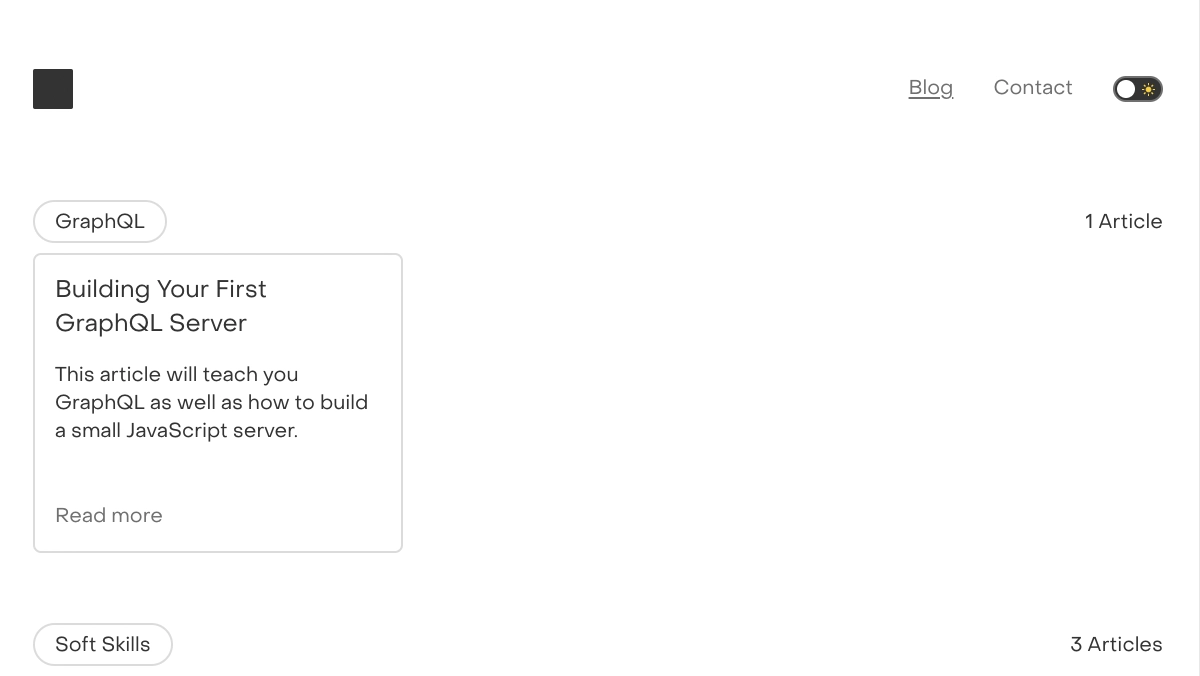 Blog
Contact
GraphQL
1 Article
Building Your First
GraphQL Server
This article will teach you
GraphQL as well as how to build
a small JavaScript server.
Read more
Soft Skills
3 Articles